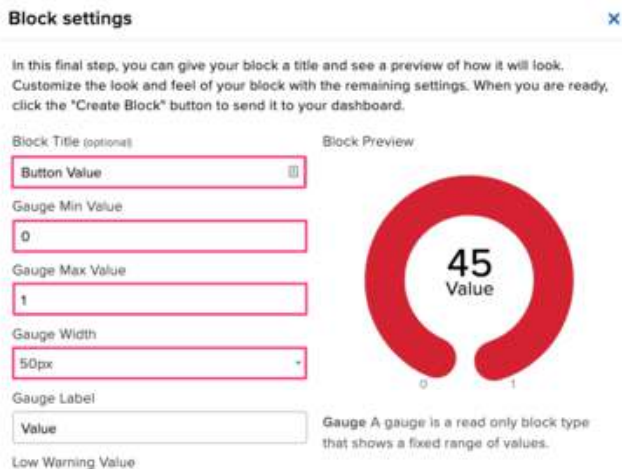 Block settings
In this final step, you can give your block a title and see a preview of how it will look.
Customize the look and feel of your block with the remaining settings. When you are ready,
click the "Create Block" button to send it to your dashboard.
Block Title (optional)
Button Value
Gauge Min Value
0
Gauge Max Value
1
Gauge Width
50px
Gauge Label
Value
Low Warning Value
Block Preview
45
Value
0 1
Gauge A gauge is a read only block type
that shows a fixed range of values.